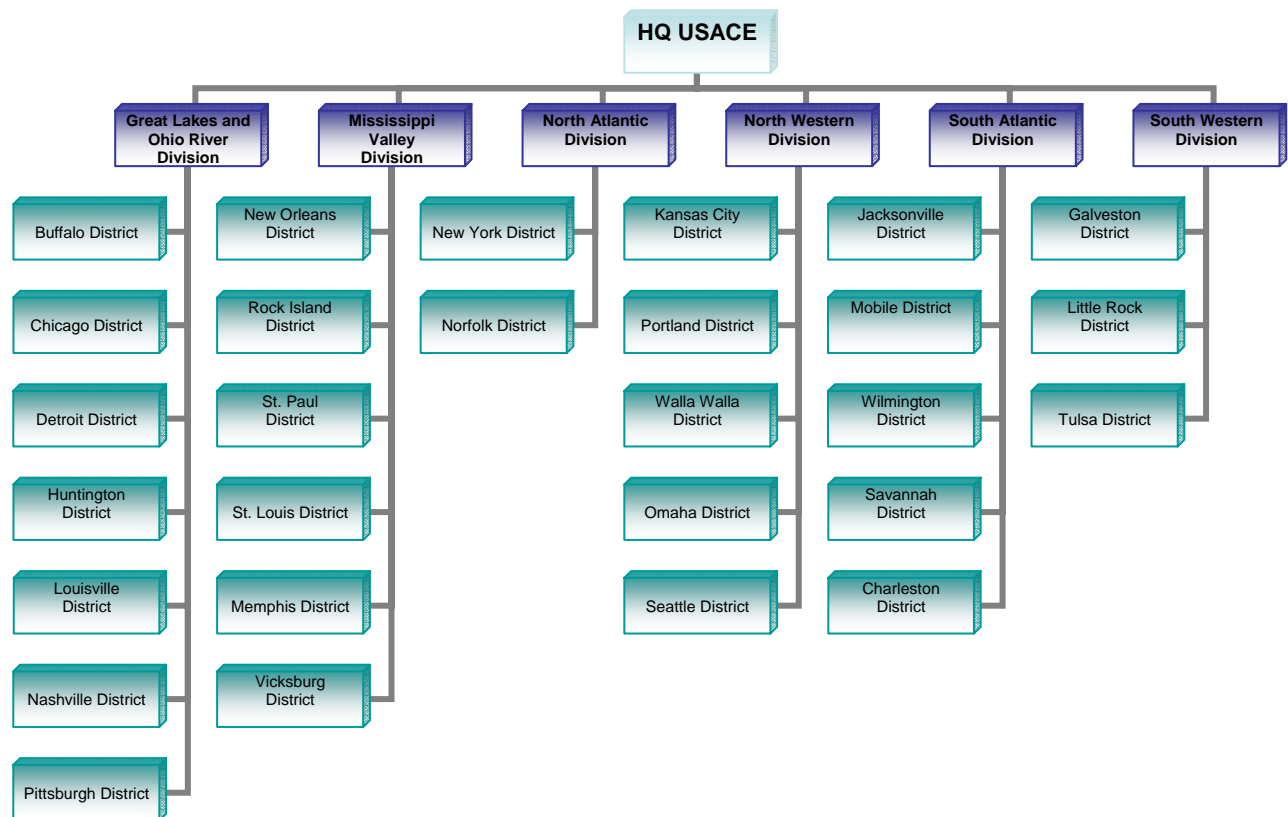 HQ USACE
Great Lakes and
Ohio River
Division
Mississippi
Valley
Division
North Atlantic
Division
North Western
Division
South Atlantic
Division
South Western
Division
Buffalo District
Chicago District
Detroit District
Huntington
District
Louisville
District
Nashville District
Pittsburgh District
New Orleans
District
Rock Island
District
St. Paul
District
St. Louis District
Memphis District
Vicksburg
District
New York District
Norfolk District
Kansas City
District
Portland District
Walla Walla
District
Omaha District
Seattle District
Jacksonville
District
Mobile District
Wilmington
District
Savannah
District
Charleston
District
Galveston
District
Little Rock
District
Tulsa District